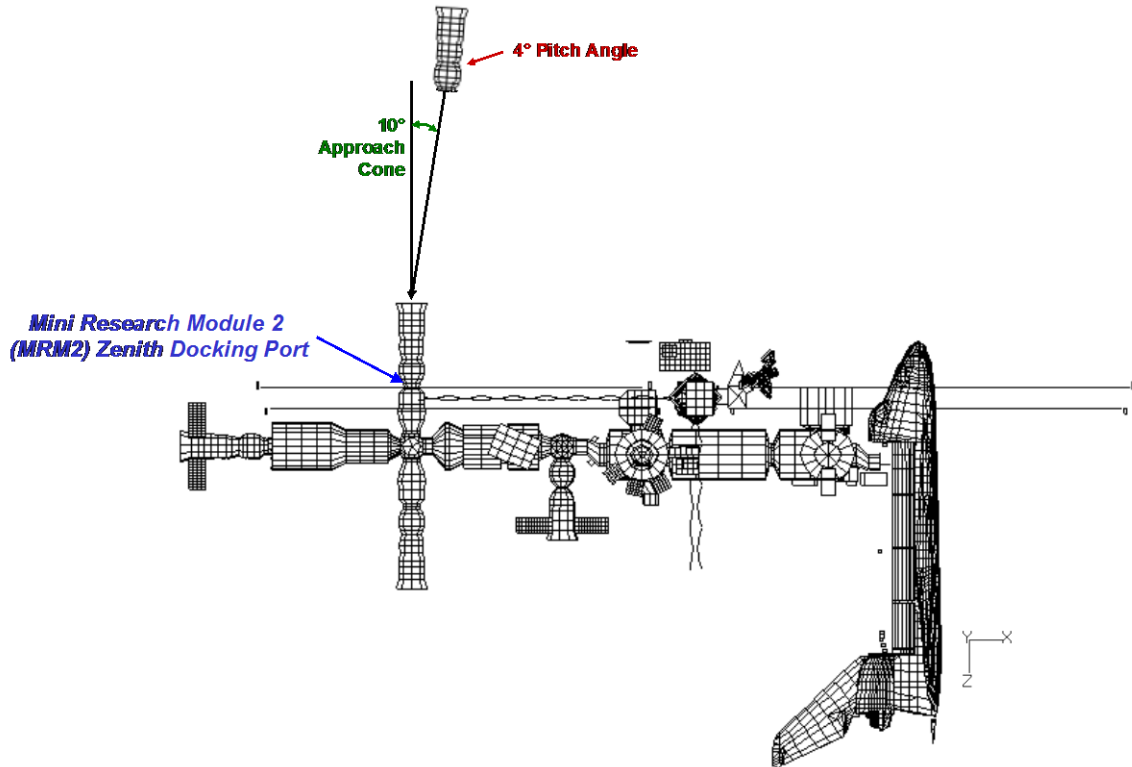 4° Pitch Angle
10°
Approach
Cone
Mini Research Module 2
(MRM2) Zenith Docking Port
Y X
Z